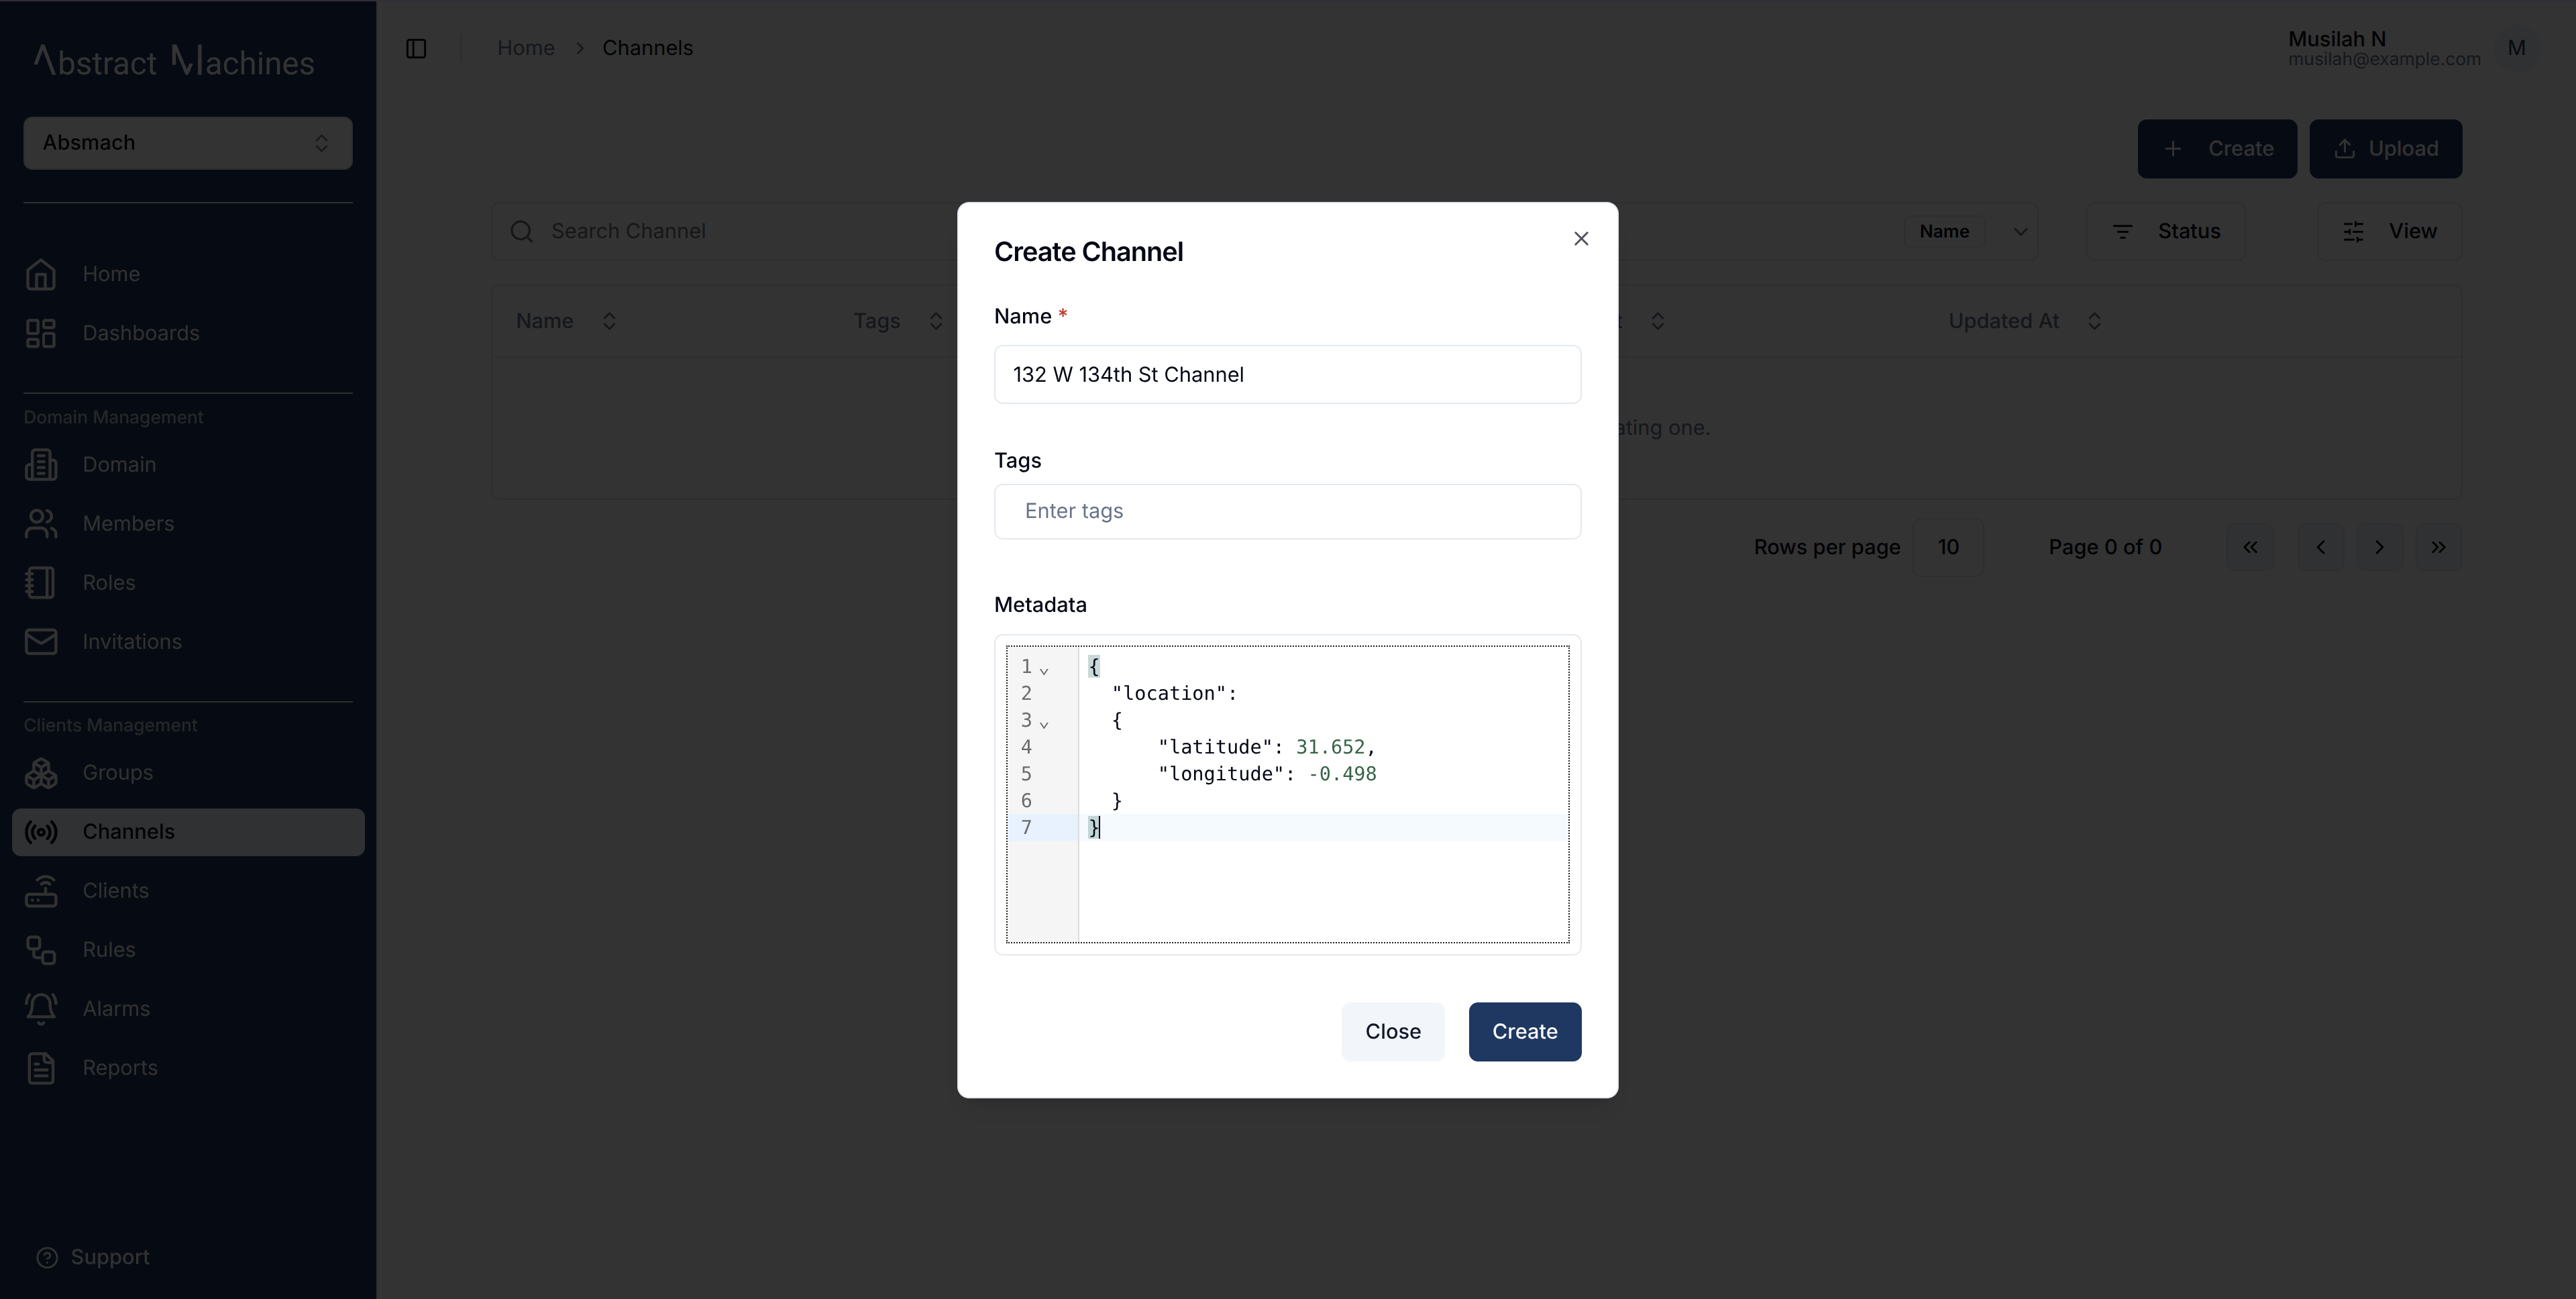 Abstract Machines
Absmach
Home
Dashboards
Domain Management
Domain
Members
Roles
Invitations
Clients Management
Groups
Channels
Clients
Rules
Alarms
Reports
Support
Home > Channels
Musilah N
musilah@example.com
M
Create
Upload
Search Channel
Name
Status
View
Name
Tags
Updated At
ating one.
Rows per page 10
Page 0 of 0
Create Channel
Name *
132 W 134th St Channel
Tags
Enter tags
Metadata
1 {
2 "location":
3 {
4 "latitude": 31.652,
5 "longitude": -0.498
6 }
7 }
Close
Create